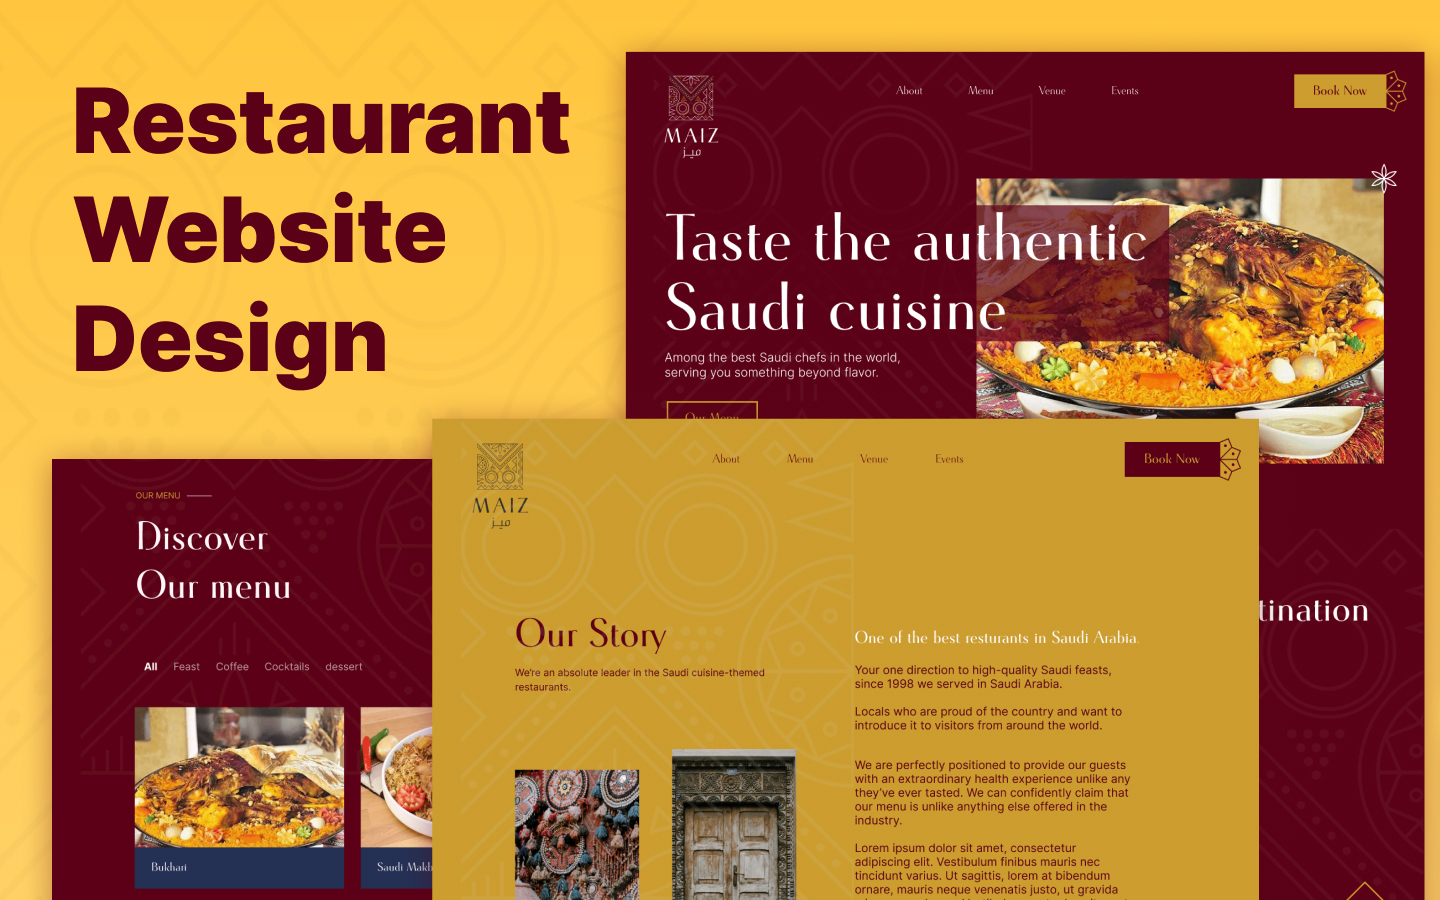 Restaurant
Website
Design
MAIZ
ميز
About
Menu
Venue
Events
Book Now
Taste the authentic
Saudi cuisine
Among the best Saudi chefs in the world,
serving you something beyond flavor.
Our Menu
tination
OUR MENU
Discover
Our menu
All
Feast
Coffee
Cocktails
dessert
Bukhari
Saudi
MAIZ
ميز
About
Menu
Venue
Events
Book Now
Our Story
We're an absolute leader in the Saudi cuisine-themed
restaurants.
One of the best resturants in Saudi Arabia.
Your one direction to high-quality Saudi feasts,
since 1998 we served in Saudi Arabia.
Locals who are proud of the country and want to
introduce it to visitors from around the world.
We are perfectly positioned to provide our guests
with an extraordinary health experience unlike any
they've ever tasted. We can confidently claim that
our menu is unlike anything else offered in the
industry.
Lorem ipsum dolor sit amet, consectetur
adipiscing elit. Vestibulum finibus mauris nec
tincidunt varius. Ut sagittis, lorem at bibendum
ornare, mauris neque venenatis justo, ut gravida